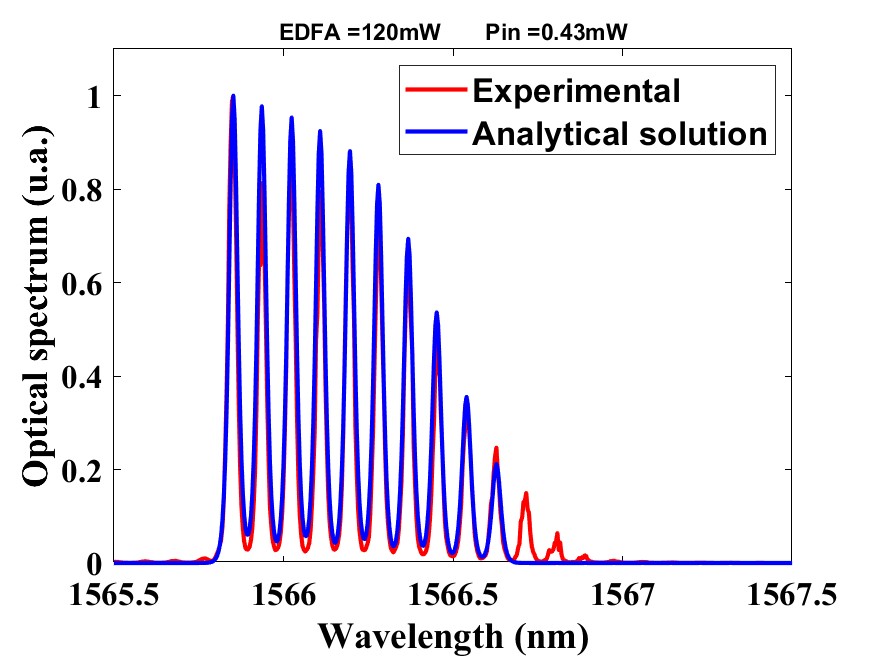 EDFA =120mW Pin =0.43mW
Experimental
Analytical solution
Optical spectrum (u.a.)
1
0.8
0.6
0.4
0.2
0
1565.5 1566 1566.5 1567 1567.5
Wavelength (nm)